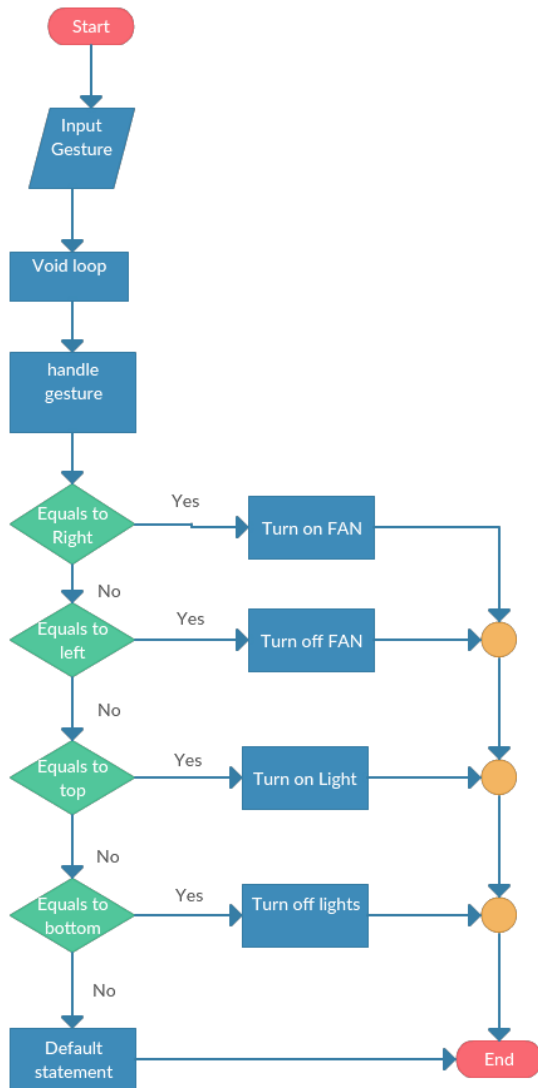 Start
Input
Gesture
Void loop
handle
gesture
Equals to
Right
Yes
Turn on FAN
No
Equals to
left
Yes
Turn off FAN
No
Equals to
top
Yes
Turn on Light
No
Equals to
bottom
Yes
Turn off lights
No
Default
statement
End